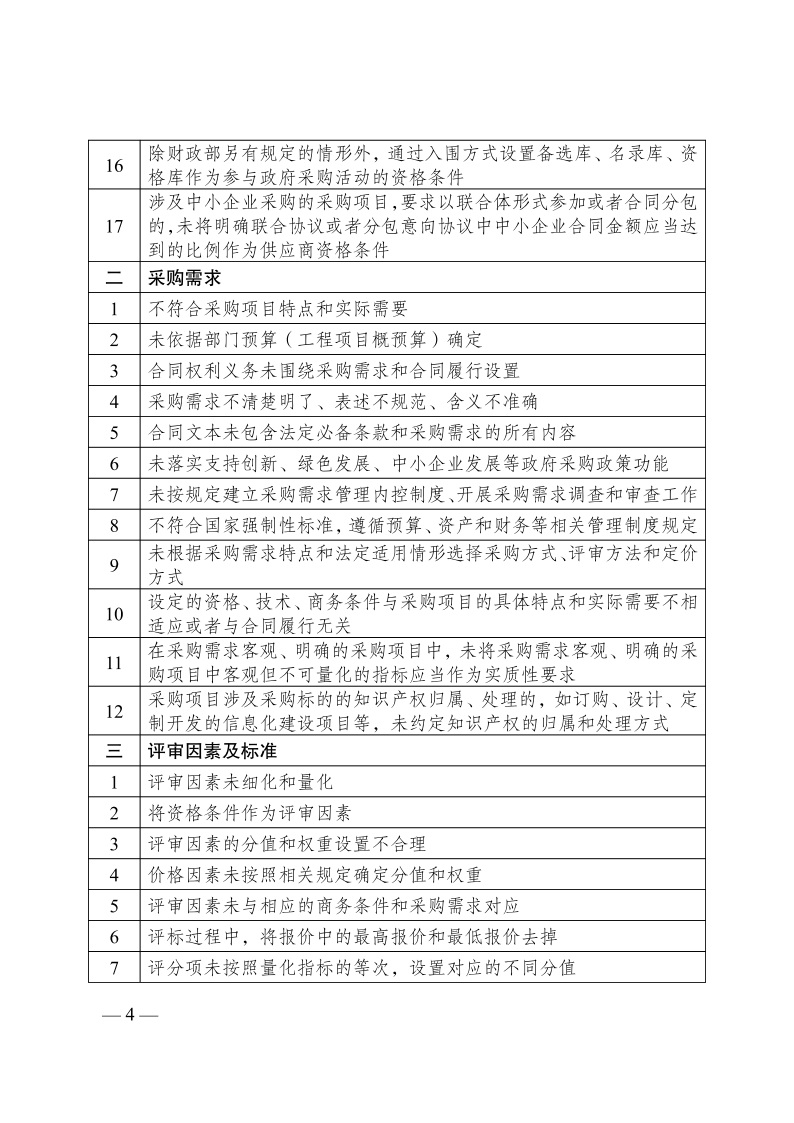 16 除财政部另有规定的情形外，通过入围方式设置备选库、名录库、资
格库作为参与政府采购活动的资格条件
17 涉及中小企业采购的采购项目,要求以联合体形式参加或者合同分包
的,未将明确联合协议或者分包意向协议中中小企业合同金额应当达
到的比例作为供应商资格条件
二 采购需求
1 不符合采购项目特点和实际需要
2 未依据部门预算（工程项目概预算）确定
3 合同权利义务未围绕采购需求和合同履行设置
4 采购需求不清楚明了、表述不规范、含义不准确
5 合同文本未包含法定必备条款和采购需求的所有内容
6 未落实支持创新、绿色发展、中小企业发展等政府采购政策功能
7 未按规定建立采购需求管理内控制度、开展采购需求调查和审查工作
8 不符合国家强制性标准，遵循预算、资产和财务等相关管理制度规定
9 未根据采购需求特点和法定适用情形选择采购方式、评审方法和定价
方式
10 设定的资格、技术、商务条件与采购项目的具体特点和实际需要不相
适应或者与合同履行无关
11 在采购需求客观、明确的采购项目中，未将采购需求客观、明确的采
购项目中客观但不可量化的指标应当作为实质性要求
12 采购项目涉及采购标的的知识产权归属、处理的，如订购、设计、定
制开发的信息化建设项目等，未约定知识产权的归属和处理方式
三 评审因素及标准
1 评审因素未细化和量化
2 将资格条件作为评审因素
3 评审因素的分值和权重设置不合理
4 价格因素未按照相关规定确定分值和权重
5 评审因素未与相应的商务条件和采购需求对应
6 评标过程中，将报价中的最高报价和最低报价去掉
7 评分项未按照量化指标的等次，设置对应的不同分值
— 4 —